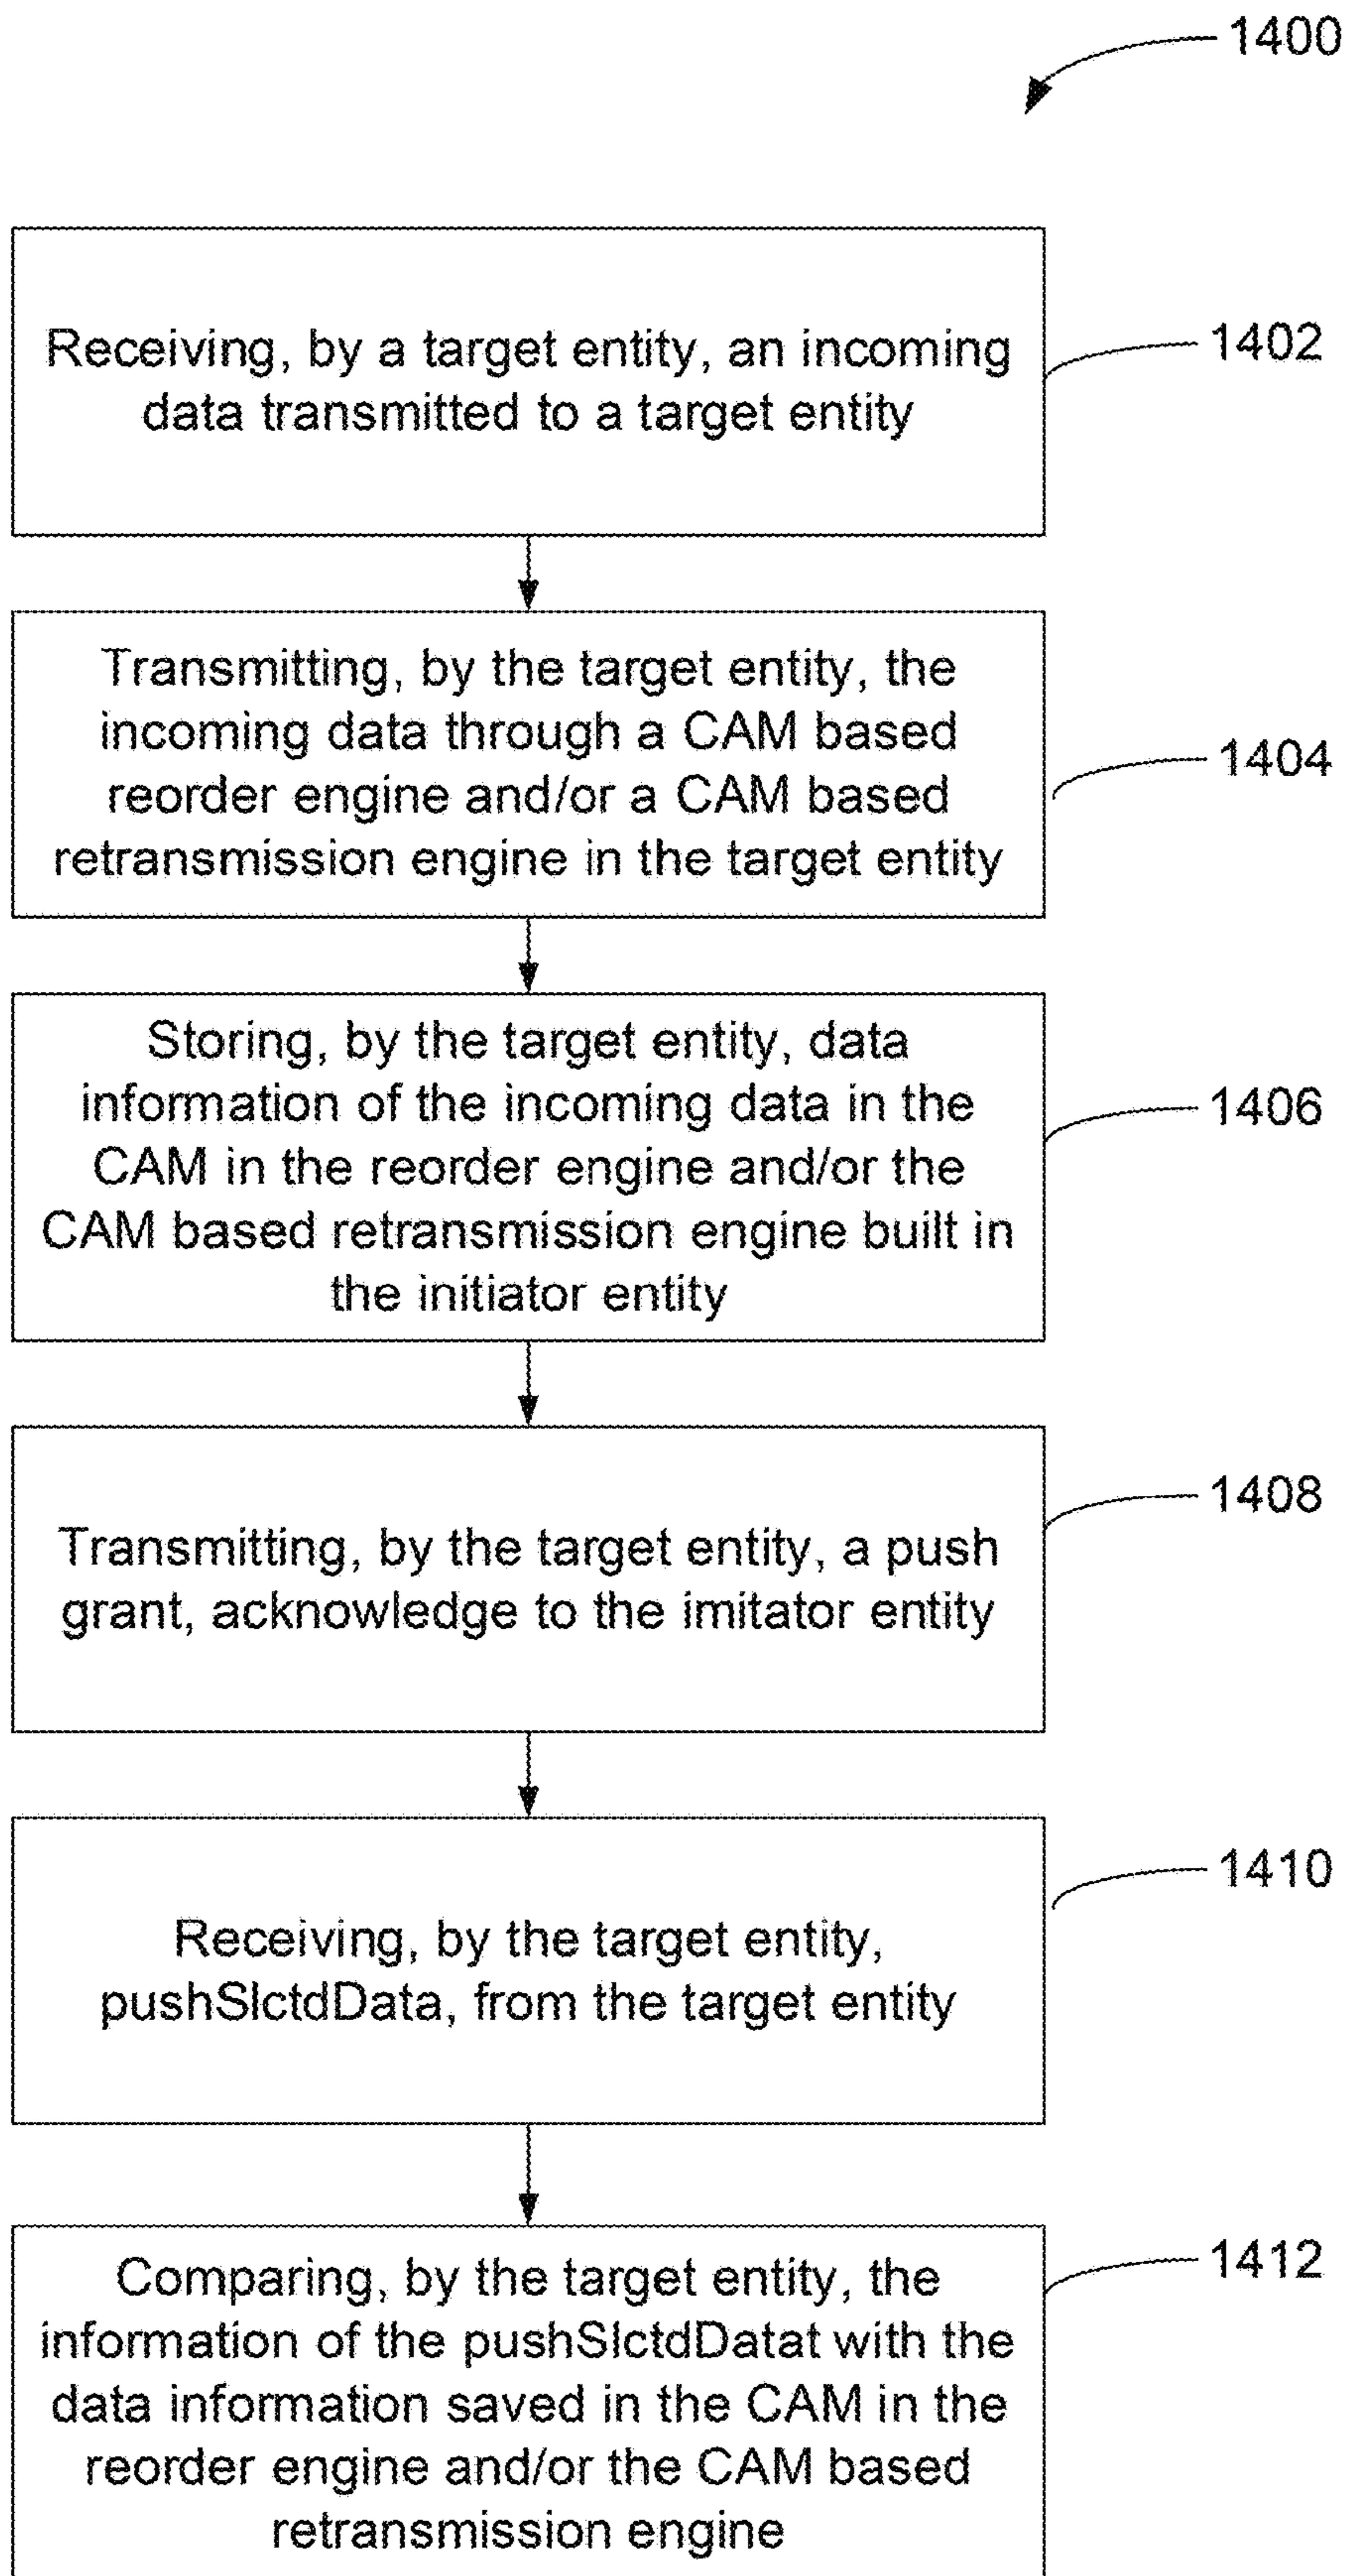 1400
Receiving, by a target entity, an incoming
data transmitted to a target entity
1402
Transmitting, by the target entity, the
incoming data through a CAM based
reorder engine and/or a CAM based
retransmission engine in the target entity
1404
Storing, by the target entity, data
information of the incoming data in the
CAM in the reorder engine and/or the
CAM based retransmission engine built in
the initiator entity
1406
Transmitting, by the target entity, a push
grant, acknowledge to the imitator entity
1408
Receiving, by the target entity,
pushSlctdData, from the target entity
1410
Comparing, by the target entity, the
information of the pushSlctdDatat with the
data information saved in the CAM in the
reorder engine and/or the CAM based
retransmission engine
1412